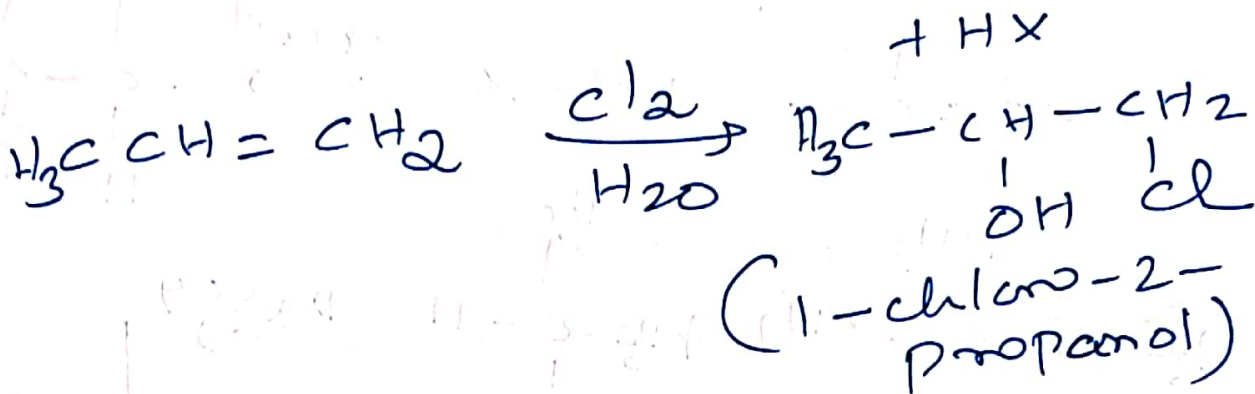 + HX
H3C CH = CH2 Cl2 H3C - CH - CH2
H2O
OH Cl
(1-chloro-2-
propanol)